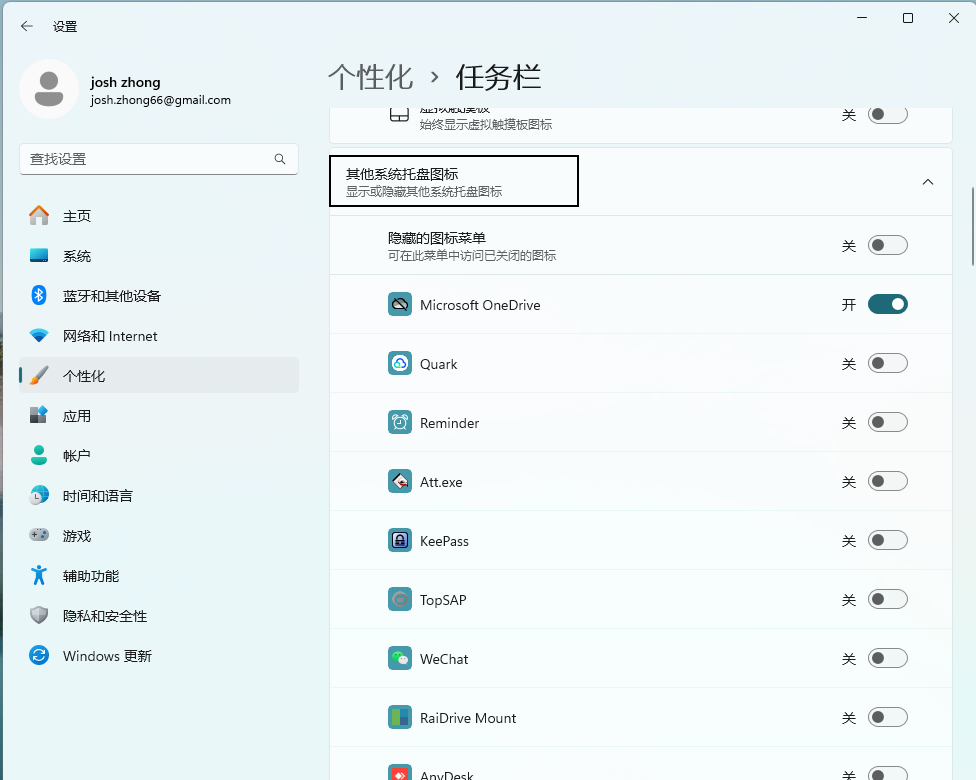 设置
josh zhong
josh.zhong66@gmail.com
查找设置
主页
系统
蓝牙和其他设备
网络和 Internet
个性化
应用
帐户
时间和语言
游戏
辅助功能
隐私和安全性
Windows 更新
个性化 › 任务栏
虚拟触摸板
始终显示虚拟触摸板图标
关
其他系统托盘图标
显示或隐藏其他系统托盘图标
隐藏的图标菜单
可在此菜单中访问已关闭的图标
关
Microsoft OneDrive 开
Quark 关
Reminder 关
Att.exe 关
KeePass 关
TopSAP 关
WeChat 关
RaiDrive Mount 关
AnyDesk 关